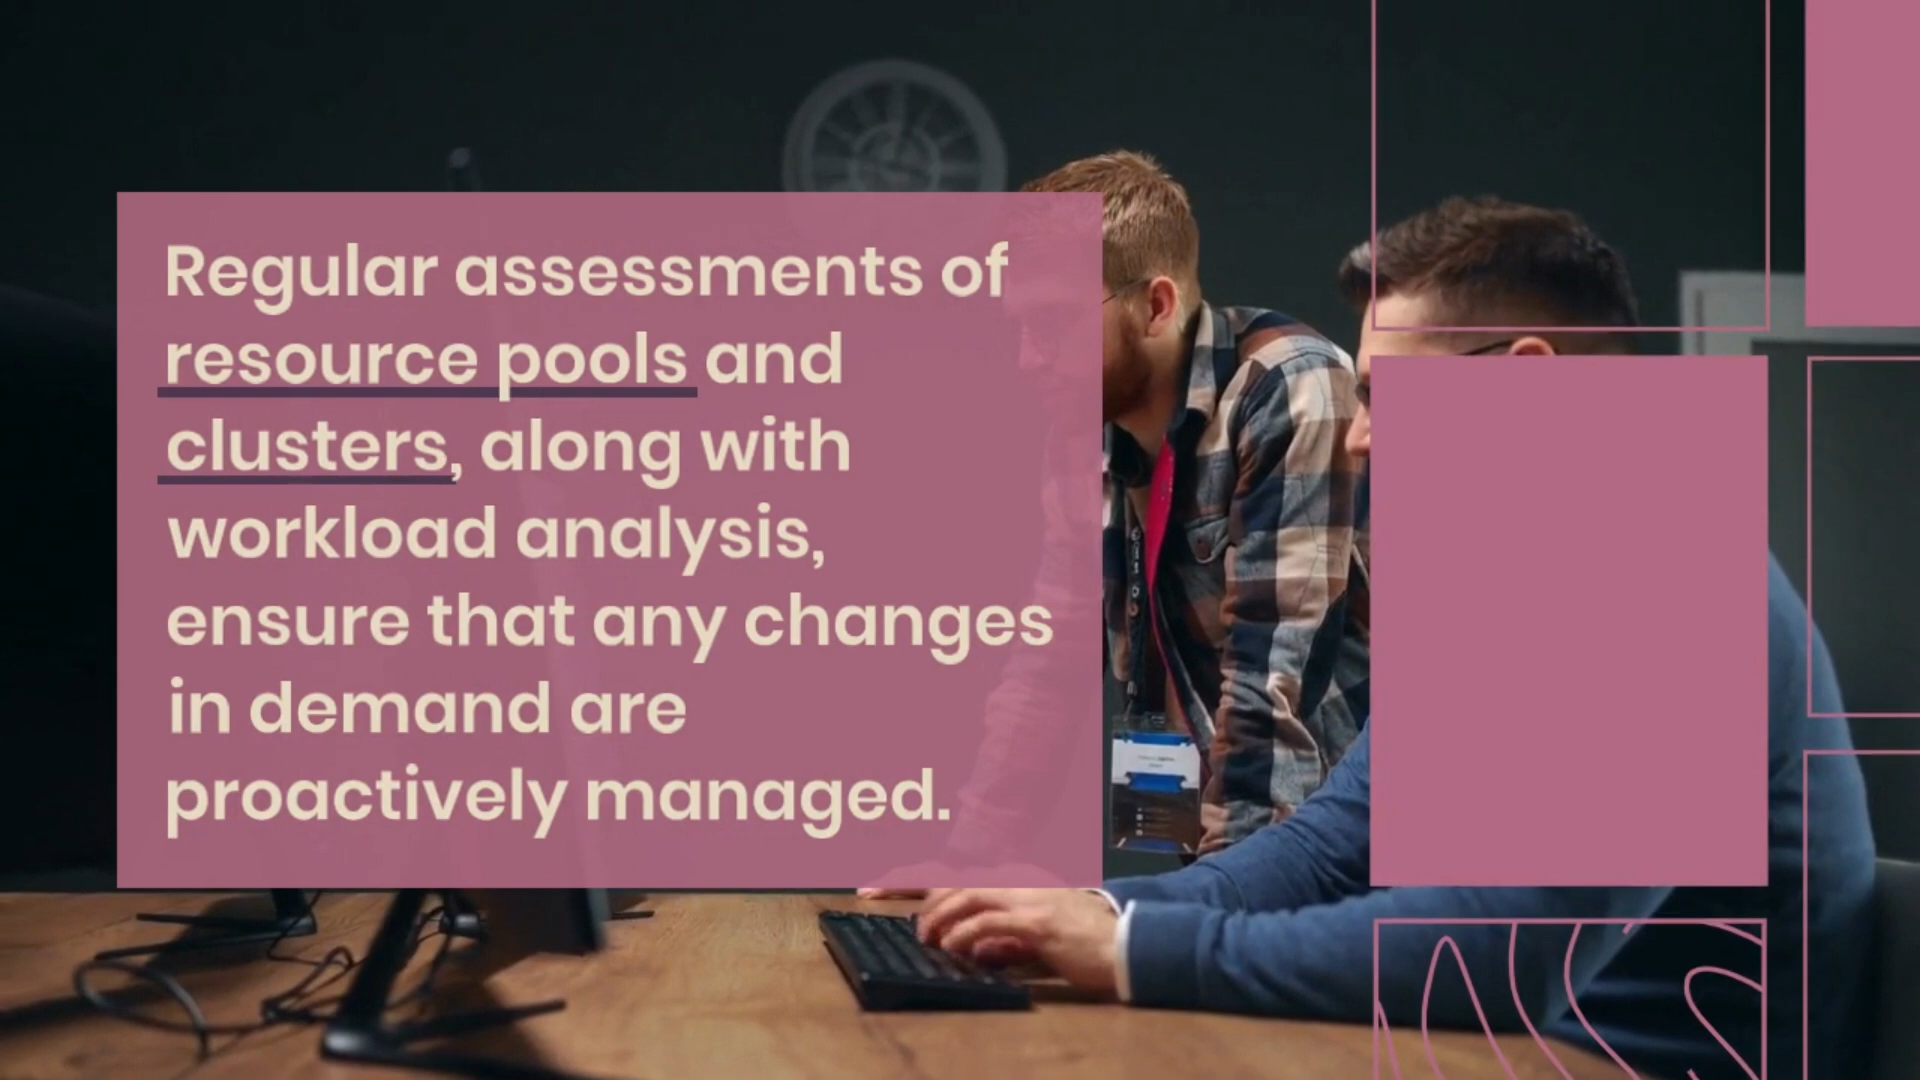 Regular assessments of
resource pools and
clusters, along with
workload analysis,
ensure that any changes
in demand are
proactively managed.